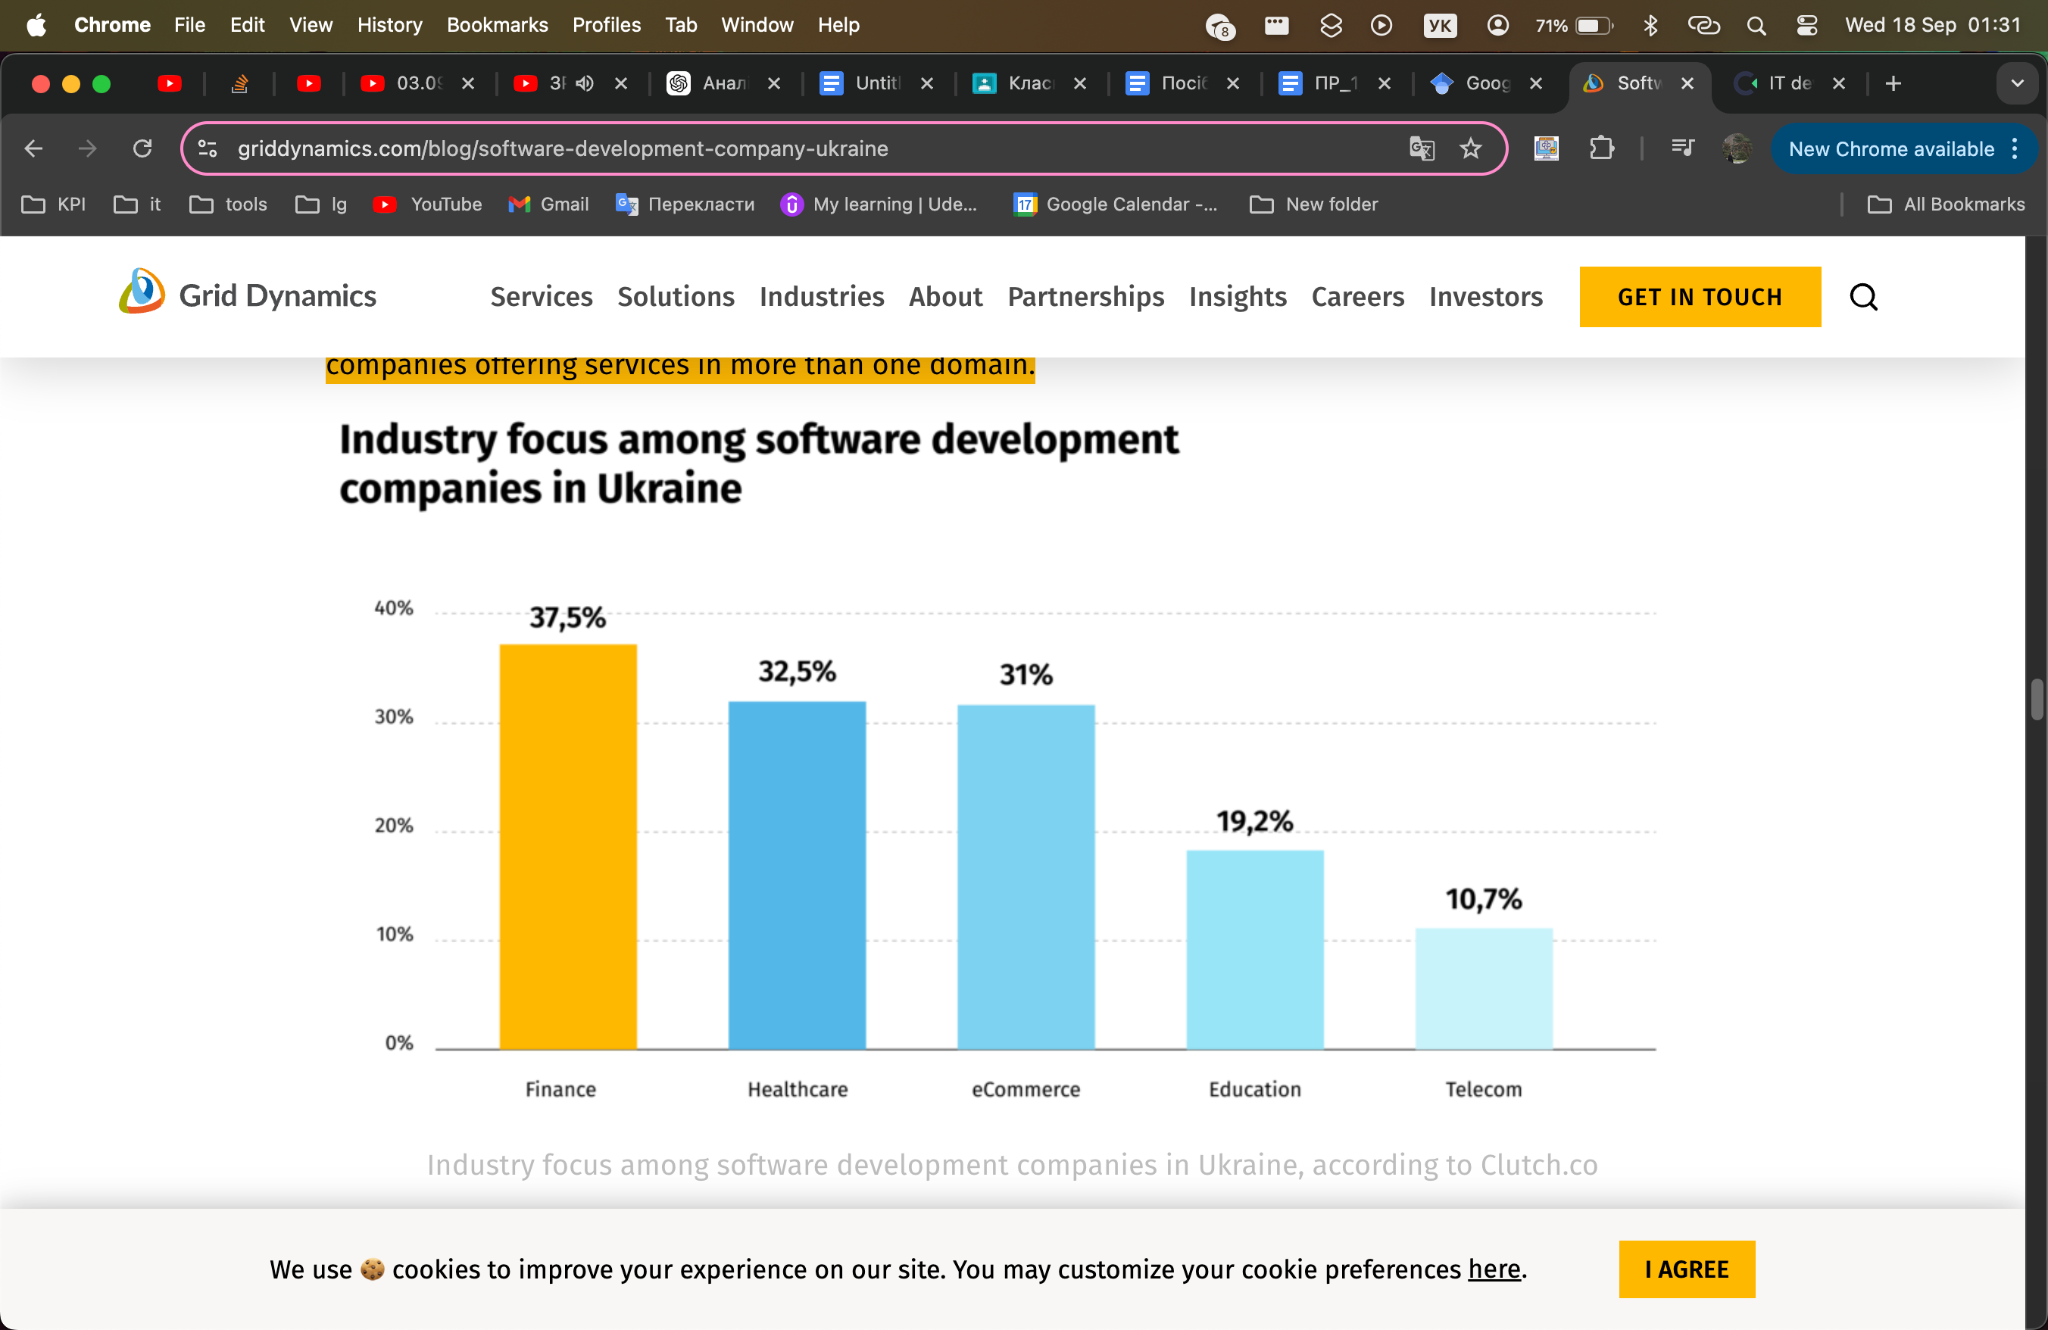 Chrome File Edit View History Bookmarks Profiles Tab Window Help 8 УК 71% Wed 18 Sep 01:31
03.09 ЗР Анал Untitl Клас Посіб ПР_1 Goog Softw IT de
griddynamics.com/blog/software-development-company-ukraine New Chrome available
KPI it tools lg YouTube Gmail Перекласти My learning | Ude... 17 Google Calendar -... New folder All Bookmarks
Grid Dynamics Services Solutions Industries About Partnerships Insights Careers Investors GET IN TOUCH
companies offering services in more than one domain.
Industry focus among software development
companies in Ukraine
40%
37,5%
32,5%
31%
30%
20%
19,2%
10,7%
10%
0%
Finance Healthcare eCommerce Education Telecom
Industry focus among software development companies in Ukraine, according to Clutch.co
We use 🍪 cookies to improve your experience on our site. You may customize your cookie preferences here. I AGREE